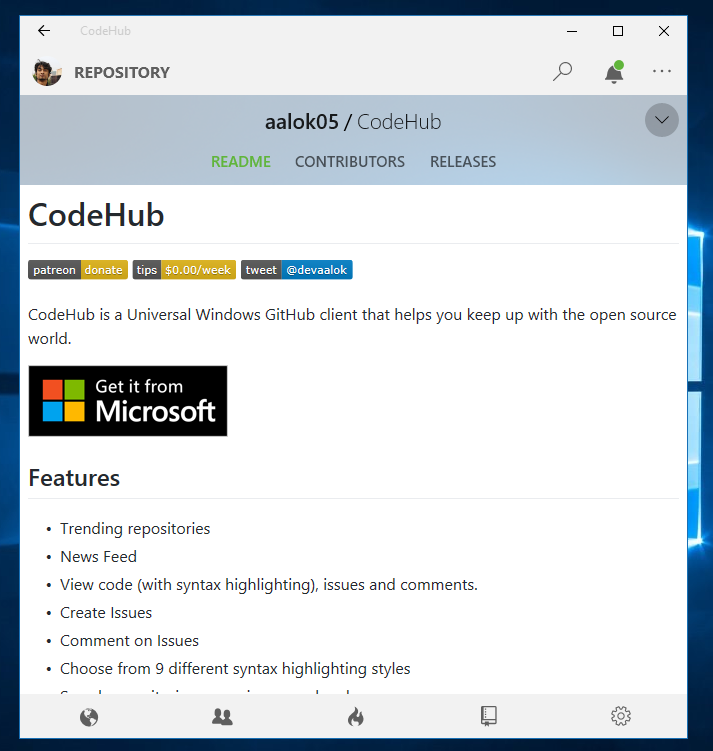 CodeHub
REPOSITORY
aalok05 / CodeHub
README CONTRIBUTORS RELEASES
CodeHub
patreon donate tips $0.00/week tweet @devaalok
CodeHub is a Universal Windows GitHub client that helps you keep up with the open source
world.
Get it from
Microsoft
Features
• Trending repositories
• News Feed
• View code (with syntax highlighting), issues and comments.
• Create Issues
• Comment on Issues
• Choose from 9 different syntax highlighting styles